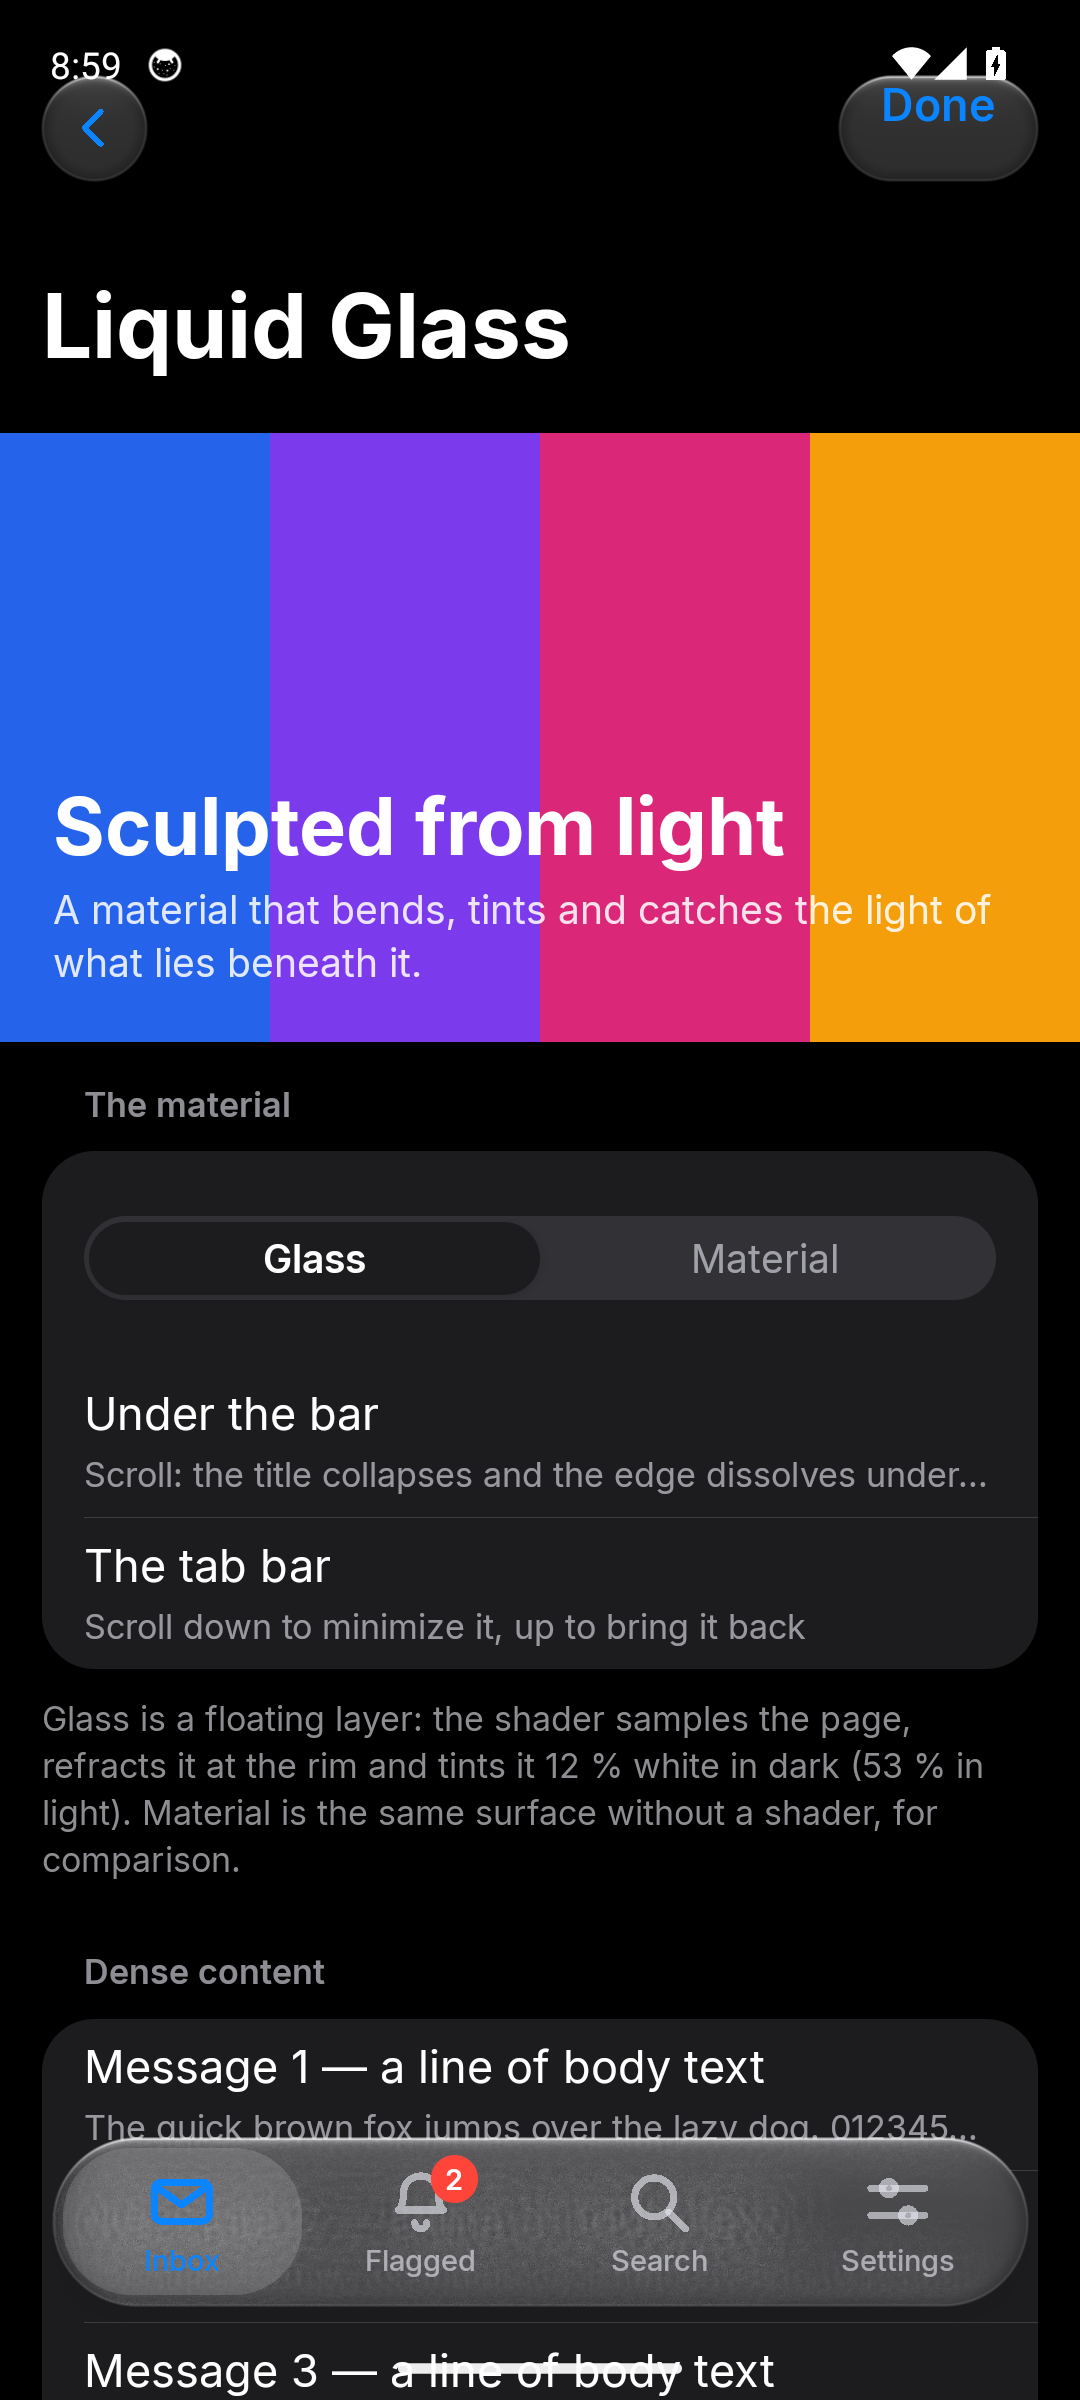 8:59
Done
Liquid Glass
Sculpted from light
A material that bends, tints and catches the light of
what lies beneath it.
The material
Glass
Material
Under the bar
Scroll: the title collapses and the edge dissolves under...
The tab bar
Scroll down to minimize it, up to bring it back
Glass is a floating layer: the shader samples the page,
refracts it at the rim and tints it 12 % white in dark (53 % in
light). Material is the same surface without a shader, for
comparison.
Dense content
Message 1 — a line of body text
The quick brown fox jumps over the lazy dog. 012345...
2
Inbox
Flagged
Search
Settings
Message 3 — a line of body text